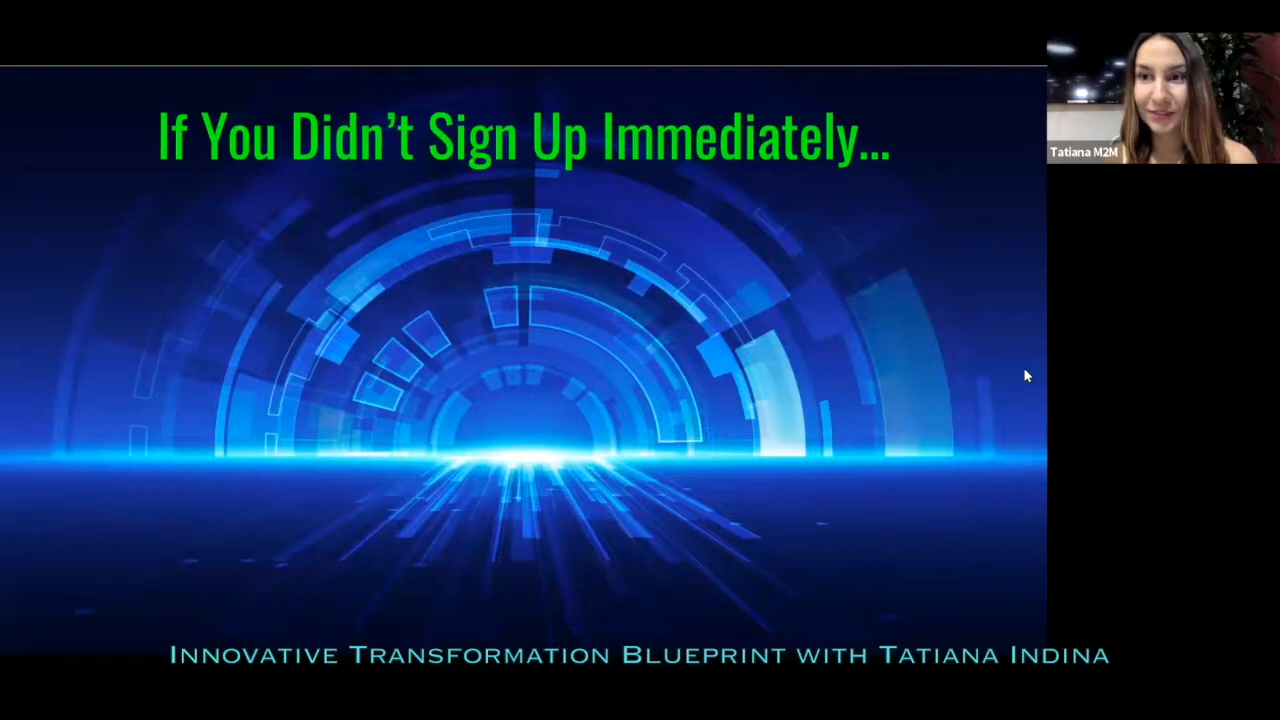 If You Didn’t Sign Up Immediately...
Tatiana M2M
INNOVATIVE TRANSFORMATION BLUEPRINT WITH TATIANA INDINA